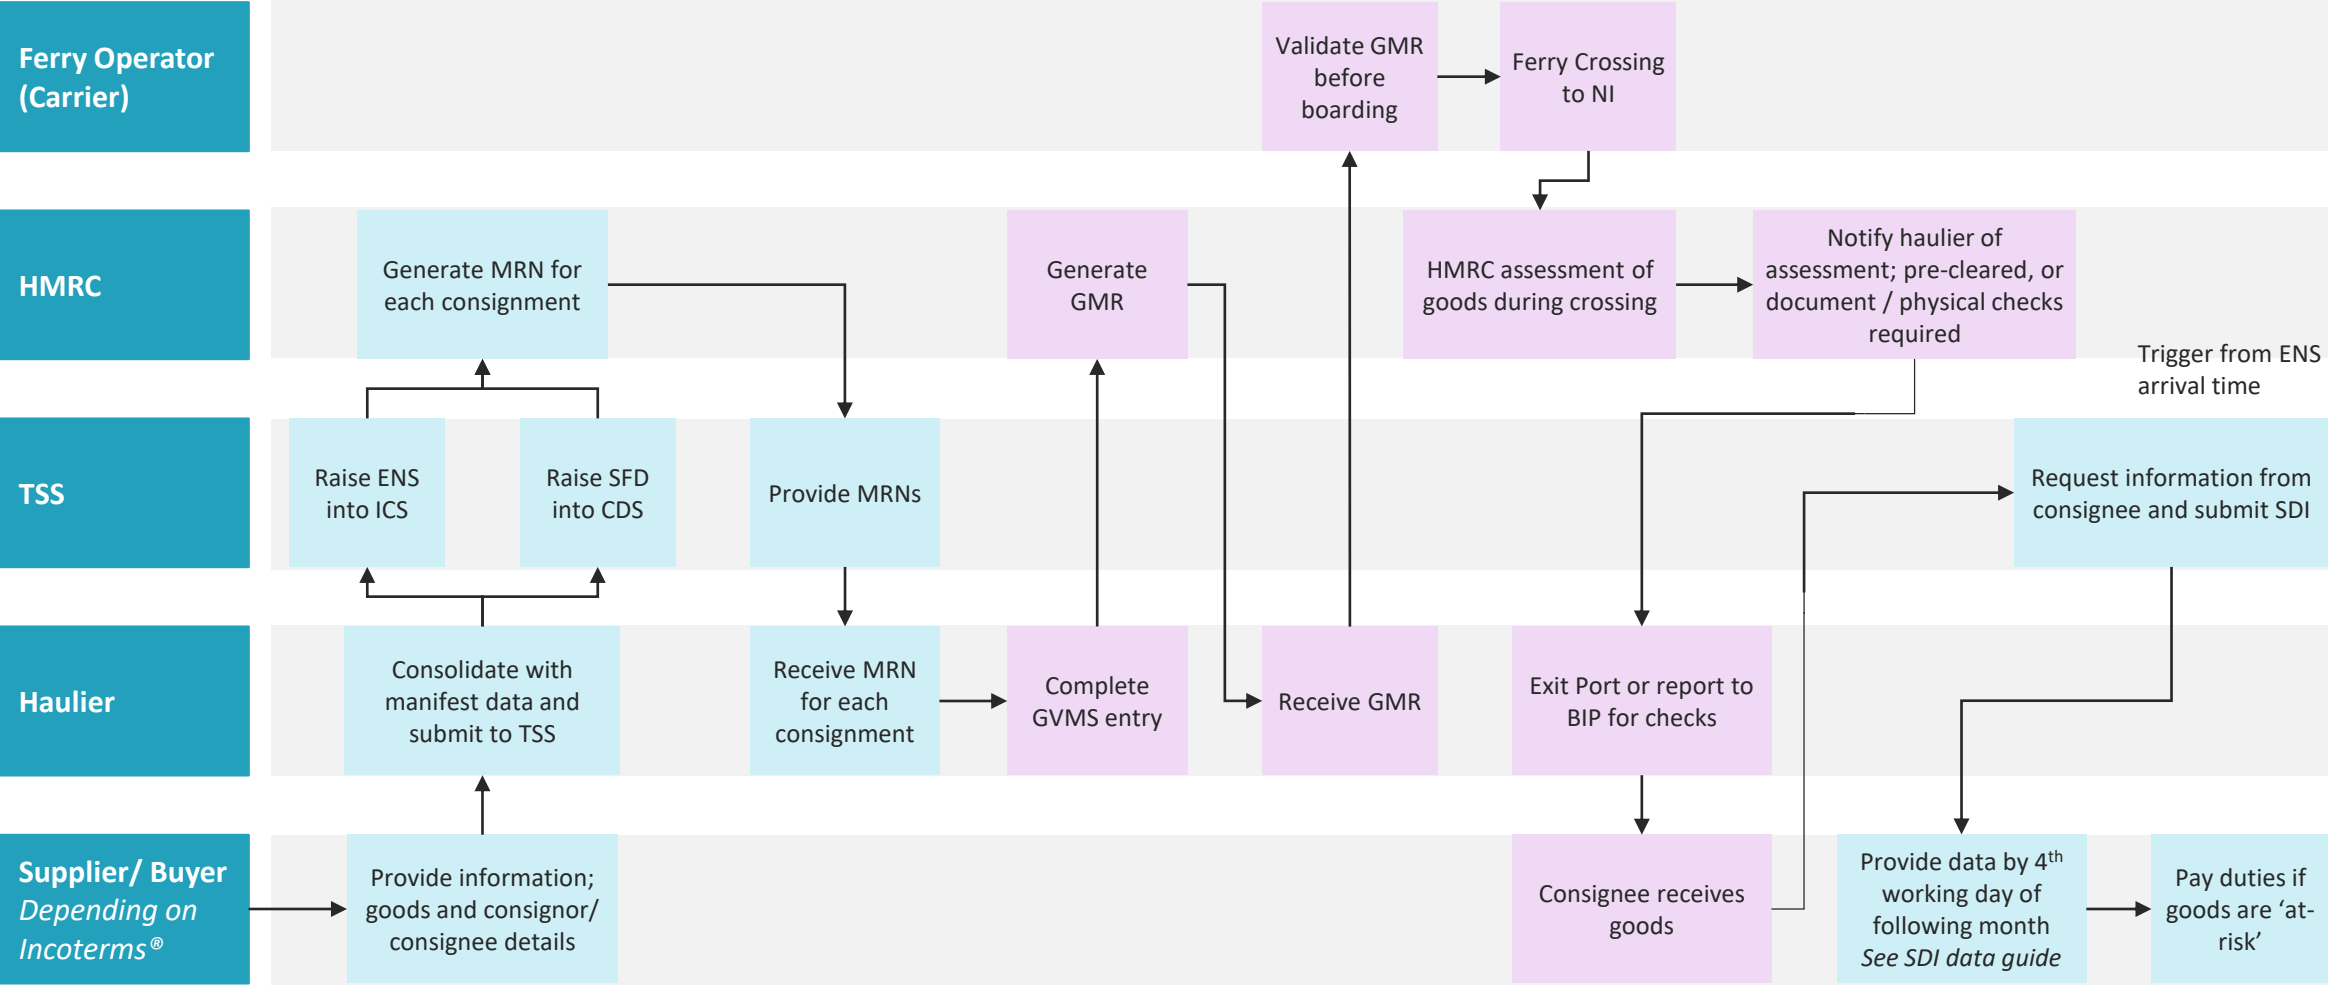 Ferry Operator
(Carrier)
Validate GMR
before
boarding
Ferry Crossing
to NI
HMRC
Generate MRN for
each consignment
Generate
GMR
HMRC assessment of
goods during crossing
Notify haulier of
assessment; pre-cleared, or
document / physical checks
required
Trigger from ENS
arrival time
TSS
Raise ENS
into ICS
Raise SFD
into CDS
Provide MRNs
Request information from
consignee and submit SDI
Haulier
Consolidate with
manifest data and
submit to TSS
Receive MRN
for each
consignment
Complete
GVMS entry
Receive GMR
Exit Port or report to
BIP for checks
Supplier/ Buyer
Depending on
Incoterms®
Provide information;
goods and consignor/
consignee details
Consignee receives
goods
Provide data by 4th
working day of
following month
See SDI data guide
Pay duties if
goods are ‘at-
risk’